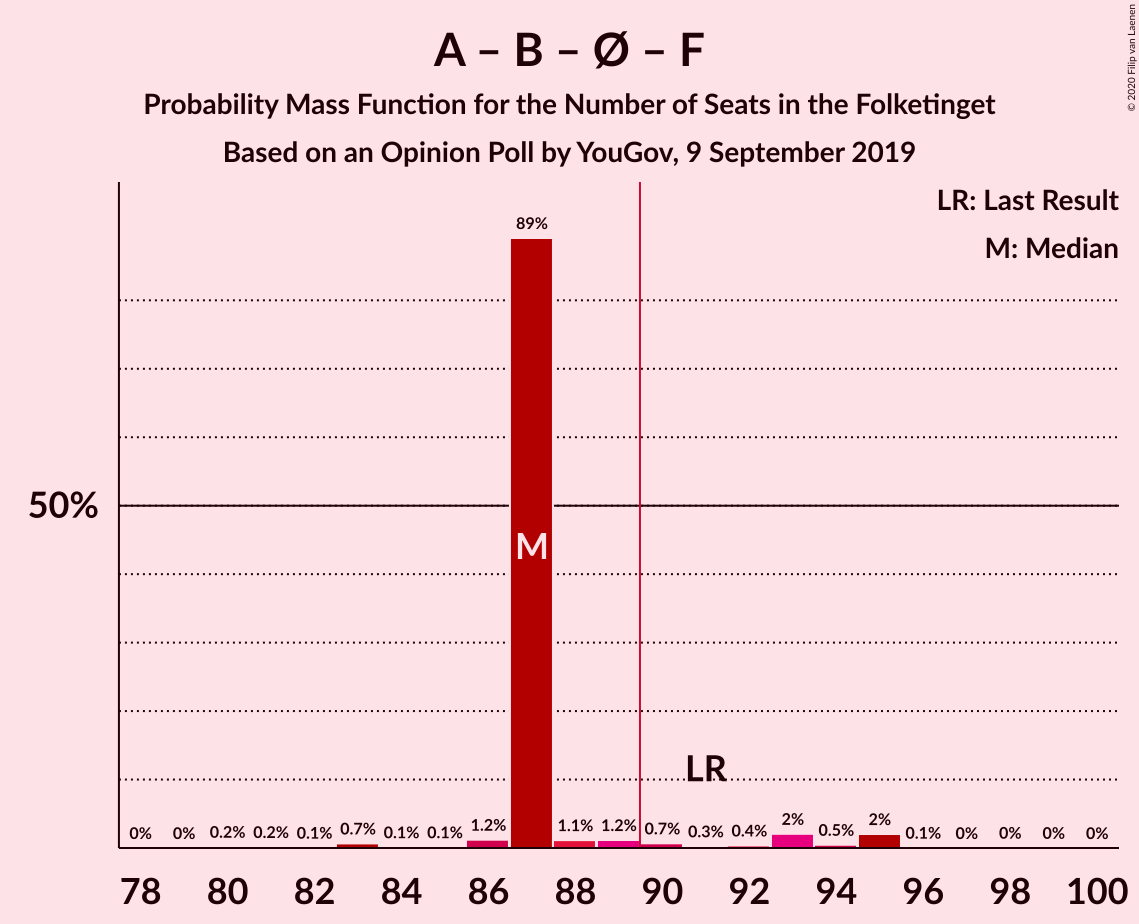 A – B – Ø – F
Probability Mass Function for the Number of Seats in the Folketinget
Based on an Opinion Poll by YouGov, 9 September 2019
© 2020 Filip van Laenen
LR: Last Result
M: Median
89%
50%
M
LR
0% 0% 0.2% 0.2% 0.1% 0.7% 0.1% 0.1% 1.2% 1.1% 1.2% 0.7% 0.3% 0.4% 2% 0.5% 2% 0.1% 0% 0% 0% 0%
78 80 82 84 86 88 90 92 94 96 98 100